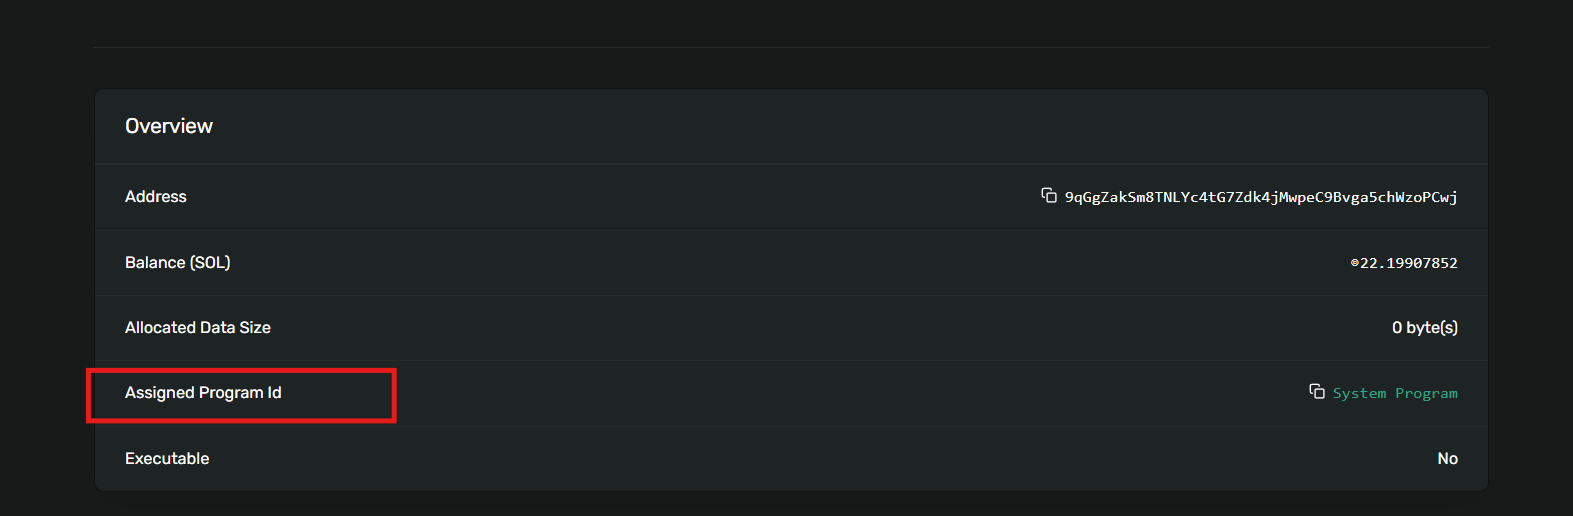 Overview
Address 9qGgZakSm8TNLYc4tG7Zdk4jMwpeC9Bvga5chWzoPCwj
Balance (SOL) ◎22.19907852
Allocated Data Size 0 byte(s)
Assigned Program Id System Program
Executable No